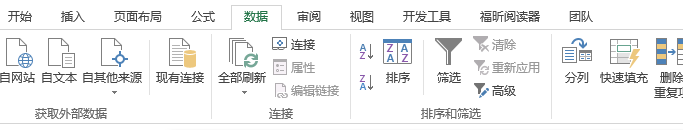 开始 插入 页面布局 公式 数据 审阅 视图 开发工具 福昕阅读器 团队
自网站 自文本 自其他来源 现有连接 全部刷新 连接 属性 编辑链接 排序 筛选 清除 重新应用 高级 分列 快速填充 删除
重复项
获取外部数据 连接 排序和筛选